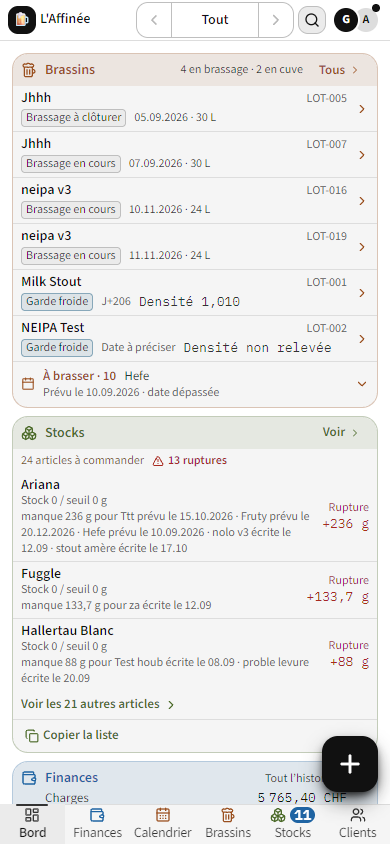 L'Affinée
Tout
G
A
Brassins
4 en brassage · 2 en cuve
Tous
Jhhh
LOT-005
Brassage à clôturer 05.09.2026 · 30 L
Jhhh
LOT-007
Brassage en cours 07.09.2026 · 30 L
neipa v3
LOT-016
Brassage en cours 10.11.2026 · 24 L
neipa v3
LOT-019
Brassage en cours 11.11.2026 · 24 L
Milk Stout
LOT-001
Garde froide J+206 Densité 1,010
NEIPA Test
LOT-002
Garde froide Date à préciser Densité non relevée
À brasser · 10 Hefe
Prévu le 10.09.2026 · date dépassée
Stocks
Voir
24 articles à commander 13 ruptures
Ariana
Stock 0 / seuil 0 g
manque 236 g pour Ttt prévu le 15.10.2026 · Fruty prévu le
20.12.2026 · Hefe prévu le 10.09.2026 · nolo v3 écrite le
12.09 · stout amère écrite le 17.10
Rupture
+236 g
Fuggle
Stock 0 / seuil 0 g
manque 133,7 g pour za écrite le 12.09
Rupture
+133,7 g
Hallertau Blanc
Stock 0 / seuil 0 g
manque 88 g pour Test houb écrite le 08.09 · proble levure
écrite le 20.09
Rupture
+88 g
Voir les 21 autres articles
Copier la liste
Finances
Tout l'histo
Charges
5 765,40 CHF
Bord
Finances
Calendrier
Brassins
11
Stocks
Clients